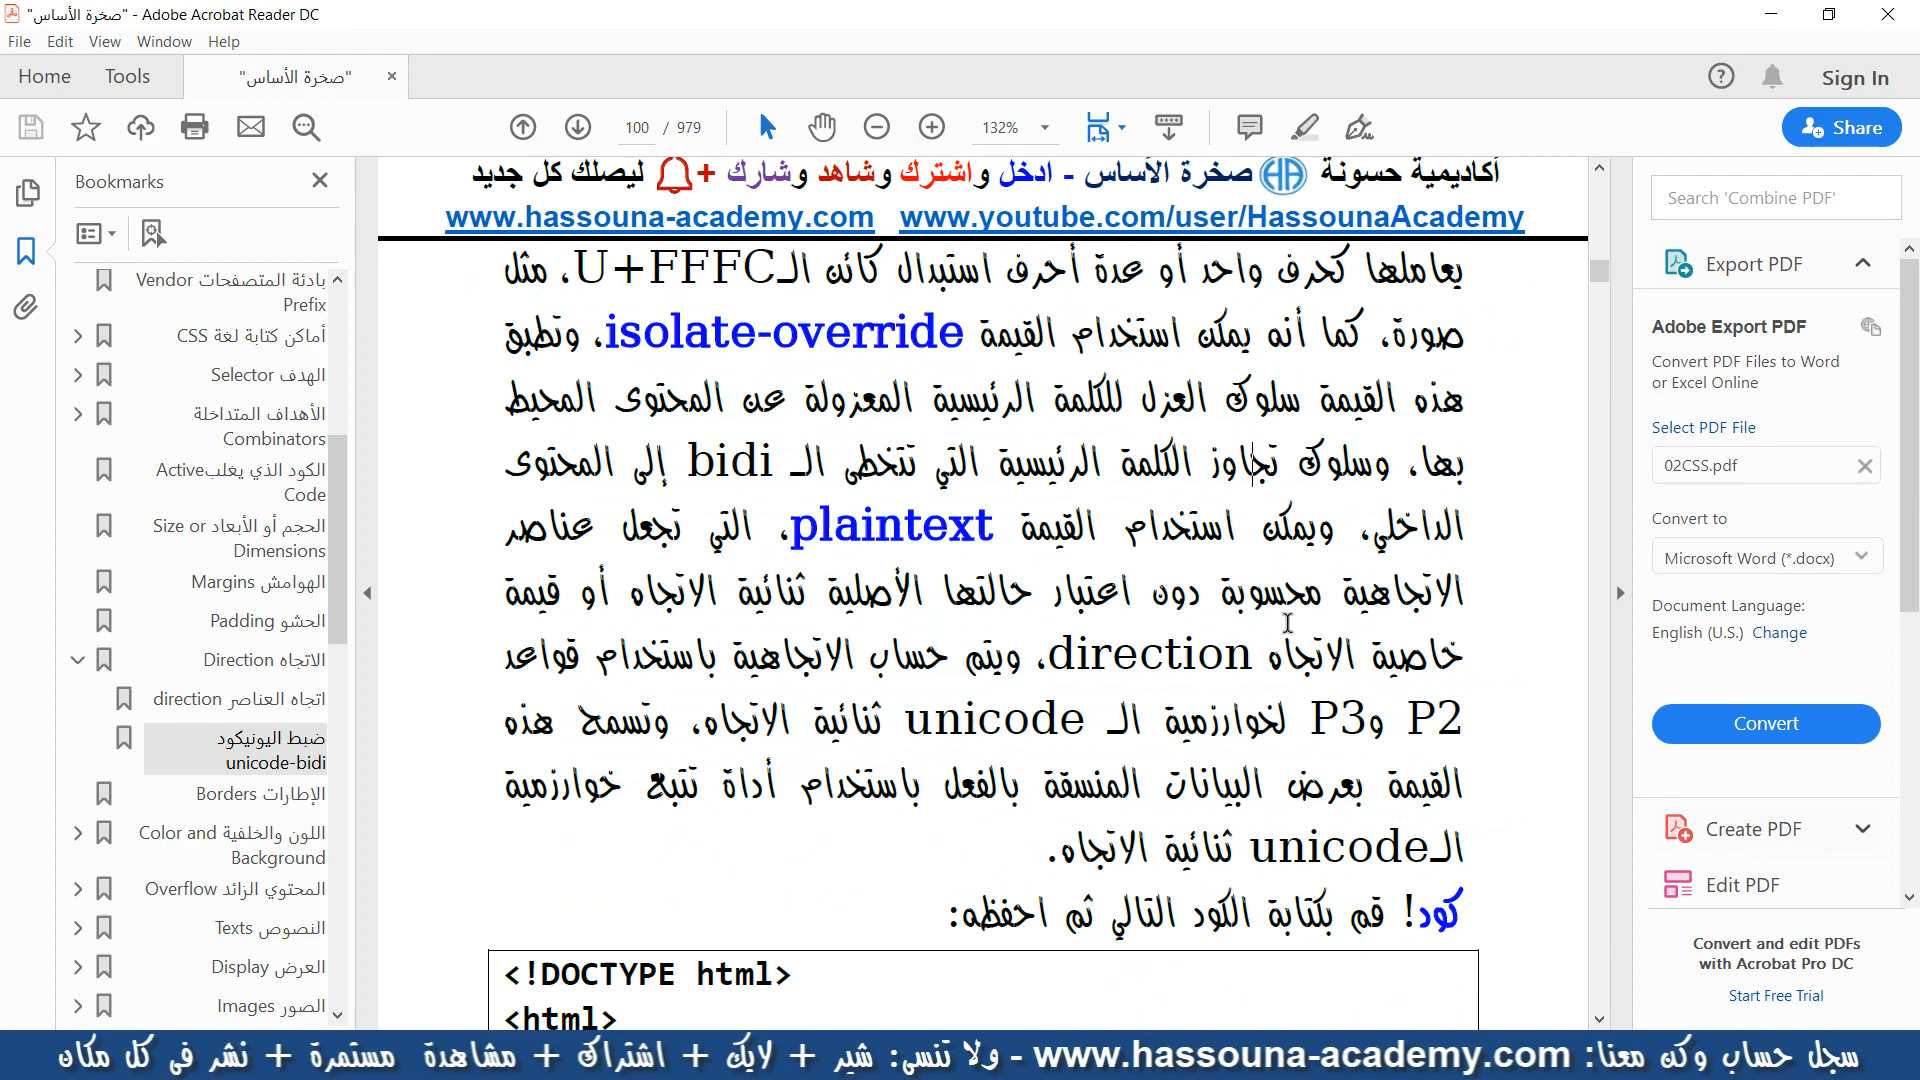 "صخرة الأساس" - Adobe Acrobat Reader DC
File Edit View Window Help
Home Tools "صخرة الأساس" Sign In
100 / 979 132% Share
Bookmarks
بادئة المتصفحات Vendor
Prefix
أماكن كتابة لغة CSS
الهدف Selector
الأهداف المتداخلة
Combinators
الكود الذي يغلب Active
Code
الحجم أو الأبعاد Size or
Dimensions
الهوامش Margins
الحشو Padding
الاتجاه Direction
اتجاه العناصر direction
ضبط اليونيكود
unicode-bidi
الإطارات Borders
اللون والخلفية Color and
Background
المحتوي الزائد Overflow
النصوص Texts
العرض Display
الصور Images
أكاديمية حسونة HA صخرة الأساس - ادخل واشترك وشاهد وشارك + ليصلك كل جديد
www.hassouna-academy.com www.youtube.com/user/HassounaAcademy
يعاملها كحرف واحد أو عدة أحرف استبدال كائن الـU+FFFC، مثل
صورة، كما أنه يمكن استخدام القيمة isolate-override، وتطبق
هذه القيمة سلوك العزل للكلمة الرئيسية المعزولة عن المحتوى المحيط
بها، وسلوك تجاوز الكلمة الرئيسية التي تتخطى الـ bidi إلى المحتوى
الداخلي، ويمكن استخدام القيمة plaintext، التي تجعل عناصر
الاتجاهية محسوبة دون اعتبار حالتها الأصلية ثنائية الاتجاه أو قيمة
خاصية الاتجاه direction، ويتم حساب الاتجاهية باستخدام قواعد
P2 وP3 لخوارزمية الـ unicode ثنائية الاتجاه، وتسمح هذه
القيمة بعرض البيانات المنسقة بالفعل باستخدام أداة تتبع خوارزمية
الـunicode ثنائية الاتجاه.
كود! قم بكتابة الكود التالي ثم احفظه:
<!DOCTYPE html>
<html>
Search 'Combine PDF'
Export PDF
Adobe Export PDF
Convert PDF Files to Word
or Excel Online
Select PDF File
02CSS.pdf
Convert to
Microsoft Word (*.docx)
Document Language:
English (U.S.) Change
Convert
Create PDF
Edit PDF
Convert and edit PDFs
with Acrobat Pro DC
Start Free Trial
سجل حساب وكن معنا: www.hassouna-academy.com - ولا تنسى: شير + لايك + اشتراك + مشاهدة مستمرة + نشر في كل مكان